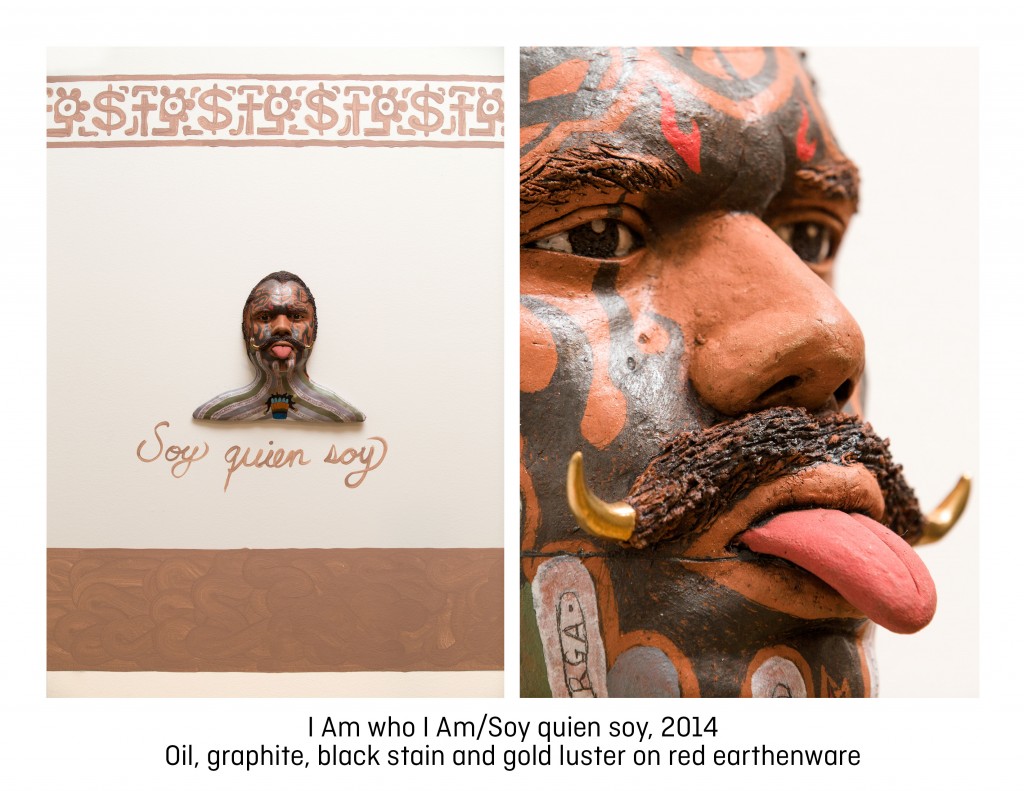 Soy quien soy
RGA.
I Am who I Am/Soy quien soy, 2014
Oil, graphite, black stain and gold luster on red earthenware